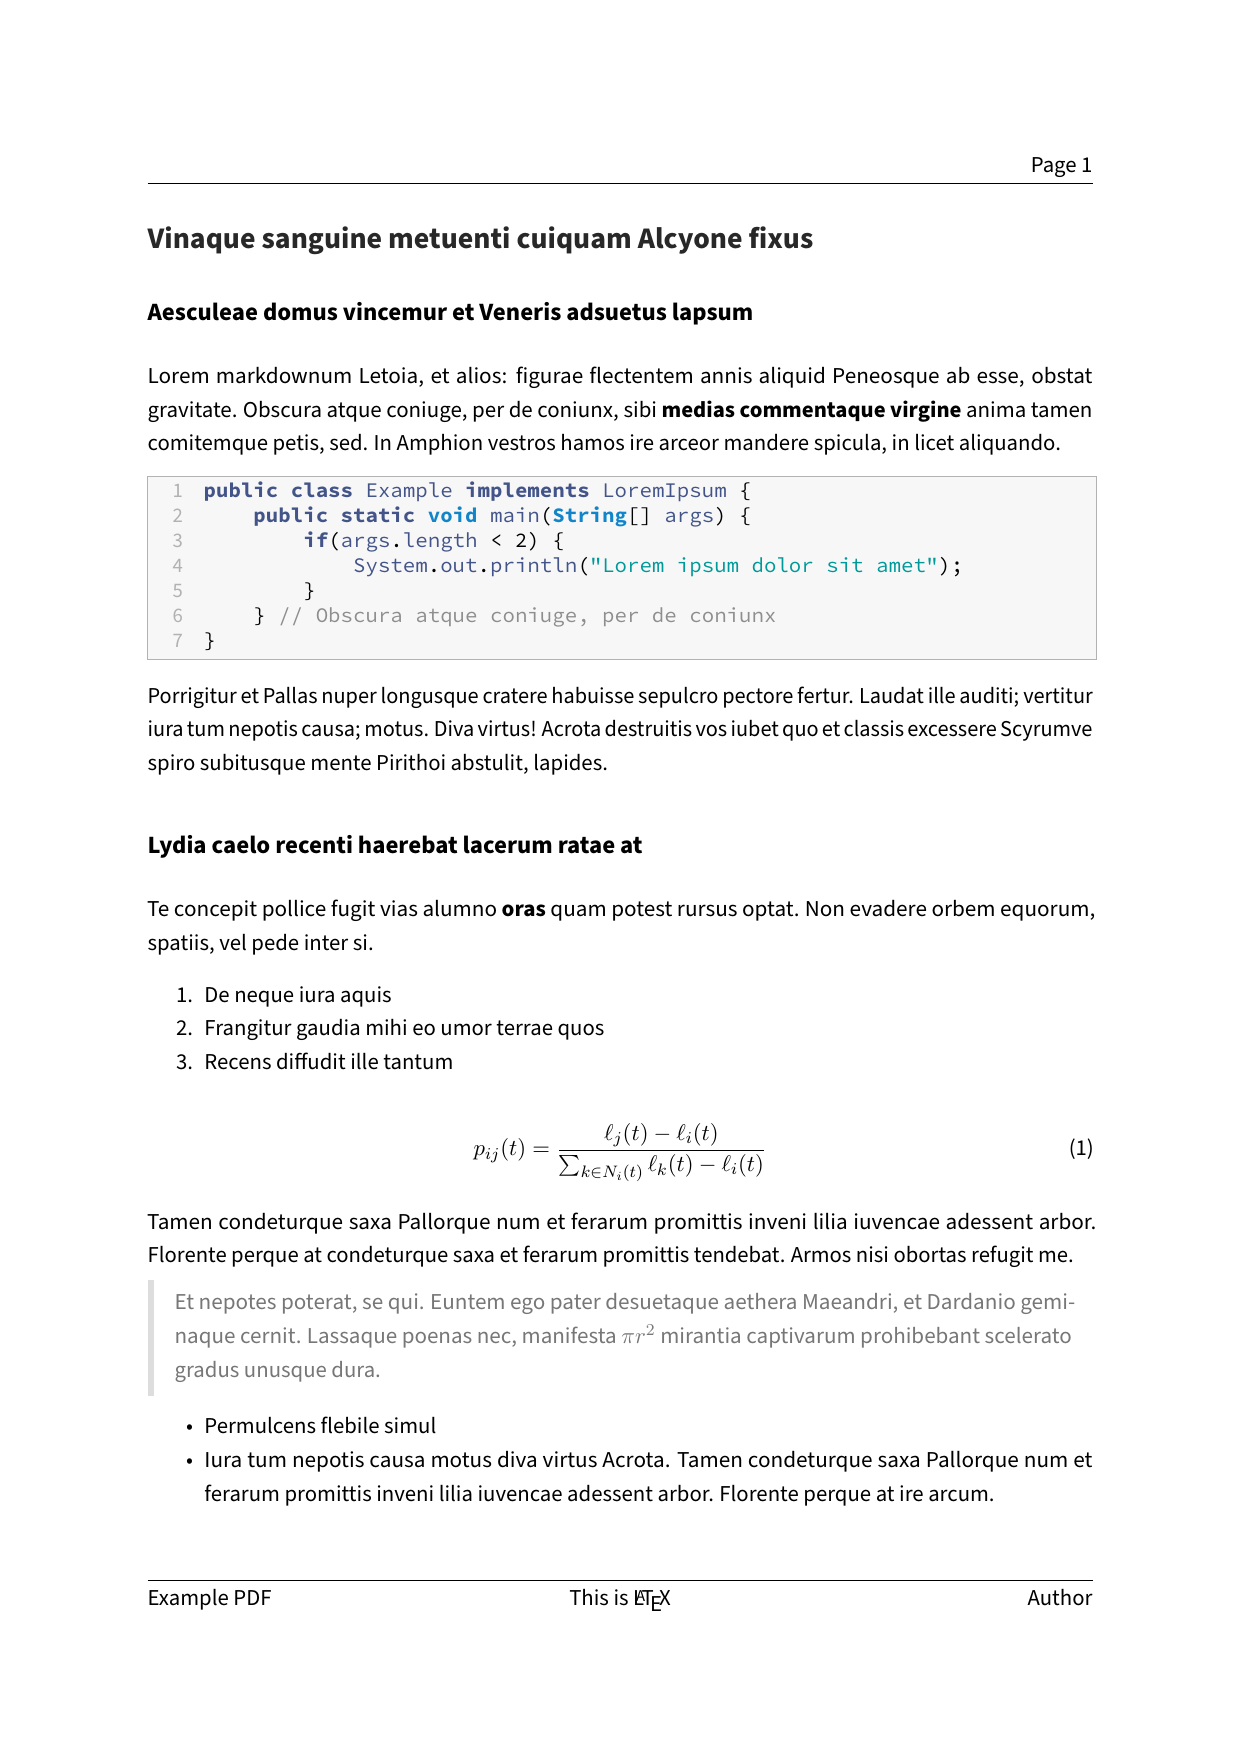 Page 1
Vinaque sanguine metuenti cuiquam Alcyone fixus
Aesculeae domus vincemur et Veneris adsuetus lapsum
Lorem markdownum Letoia, et alios: figurae flectentem annis aliquid Peneosque ab esse, obstat
gravitate. Obscura atque coniuge, per de coniunx, sibi medias commentaque virgine anima tamen
comitemque petis, sed. In Amphion vestros hamos ire arceor mandere spicula, in licet aliquando.
1 public class Example implements LoremIpsum {
2     public static void main(String[] args) {
3         if(args.length < 2) {
4             System.out.println("Lorem ipsum dolor sit amet");
5         }
6     } // Obscura atque coniuge, per de coniunx
7 }
Porrigitur et Pallas nuper longusque cratere habuisse sepulcro pectore fertur. Laudat ille auditi; vertitur
iura tum nepotis causa; motus. Diva virtus! Acrota destruitis vos iubet quo et classis excessere Scyrumve
spiro subitusque mente Pirithoi abstulit, lapides.
Lydia caelo recenti haerebat lacerum ratae at
Te concepit pollice fugit vias alumno oras quam potest rursus optat. Non evadere orbem equorum,
spatiis, vel pede inter si.
1. De neque iura aquis
2. Frangitur gaudia mihi eo umor terrae quos
3. Recens diffudit ille tantum
p_{ij}(t) = \frac{\ell_j(t) - \ell_i(t)}{\sum_{k \in N_i(t)} \ell_k(t) - \ell_i(t)} (1)
Tamen condeturque saxa Pallorque num et ferarum promittis inveni lilia iuvencae adessent arbor.
Florente perque at condeturque saxa et ferarum promittis tendebat. Armos nisi obortas refugit me.
Et nepotes poterat, se qui. Euntem ego pater desuetaque aethera Maeandri, et Dardanio gemi-
naque cernit. Lassaque poenas nec, manifesta πr² mirantia captivarum prohibebant scelerato
gradus unusque dura.
• Permulcens flebile simul
• Iura tum nepotis causa motus diva virtus Acrota. Tamen condeturque saxa Pallorque num et
ferarum promittis inveni lilia iuvencae adessent arbor. Florente perque at ire arcum.
Example PDF This is LATEX Author